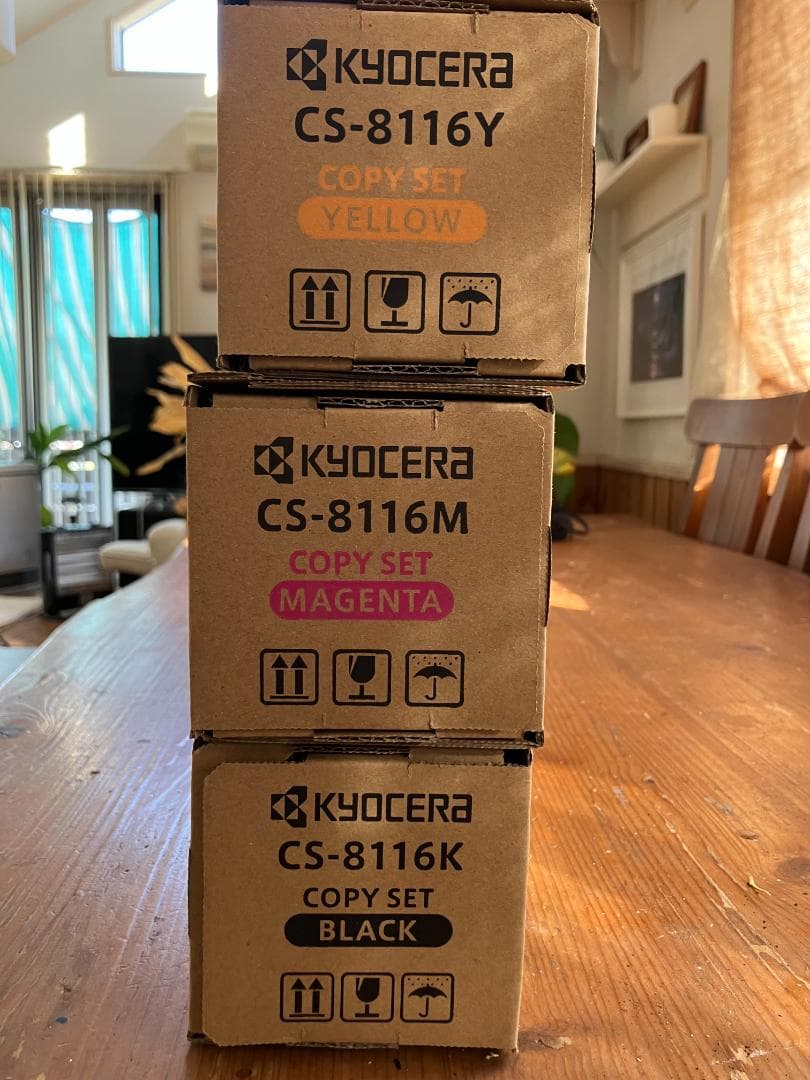 KYOCERA
CS-8116Y
COPY SET
YELLOW
KYOCERA
CS-8116M
COPY SET
MAGENTA
KYOCERA
CS-8116K
COPY SET
BLACK